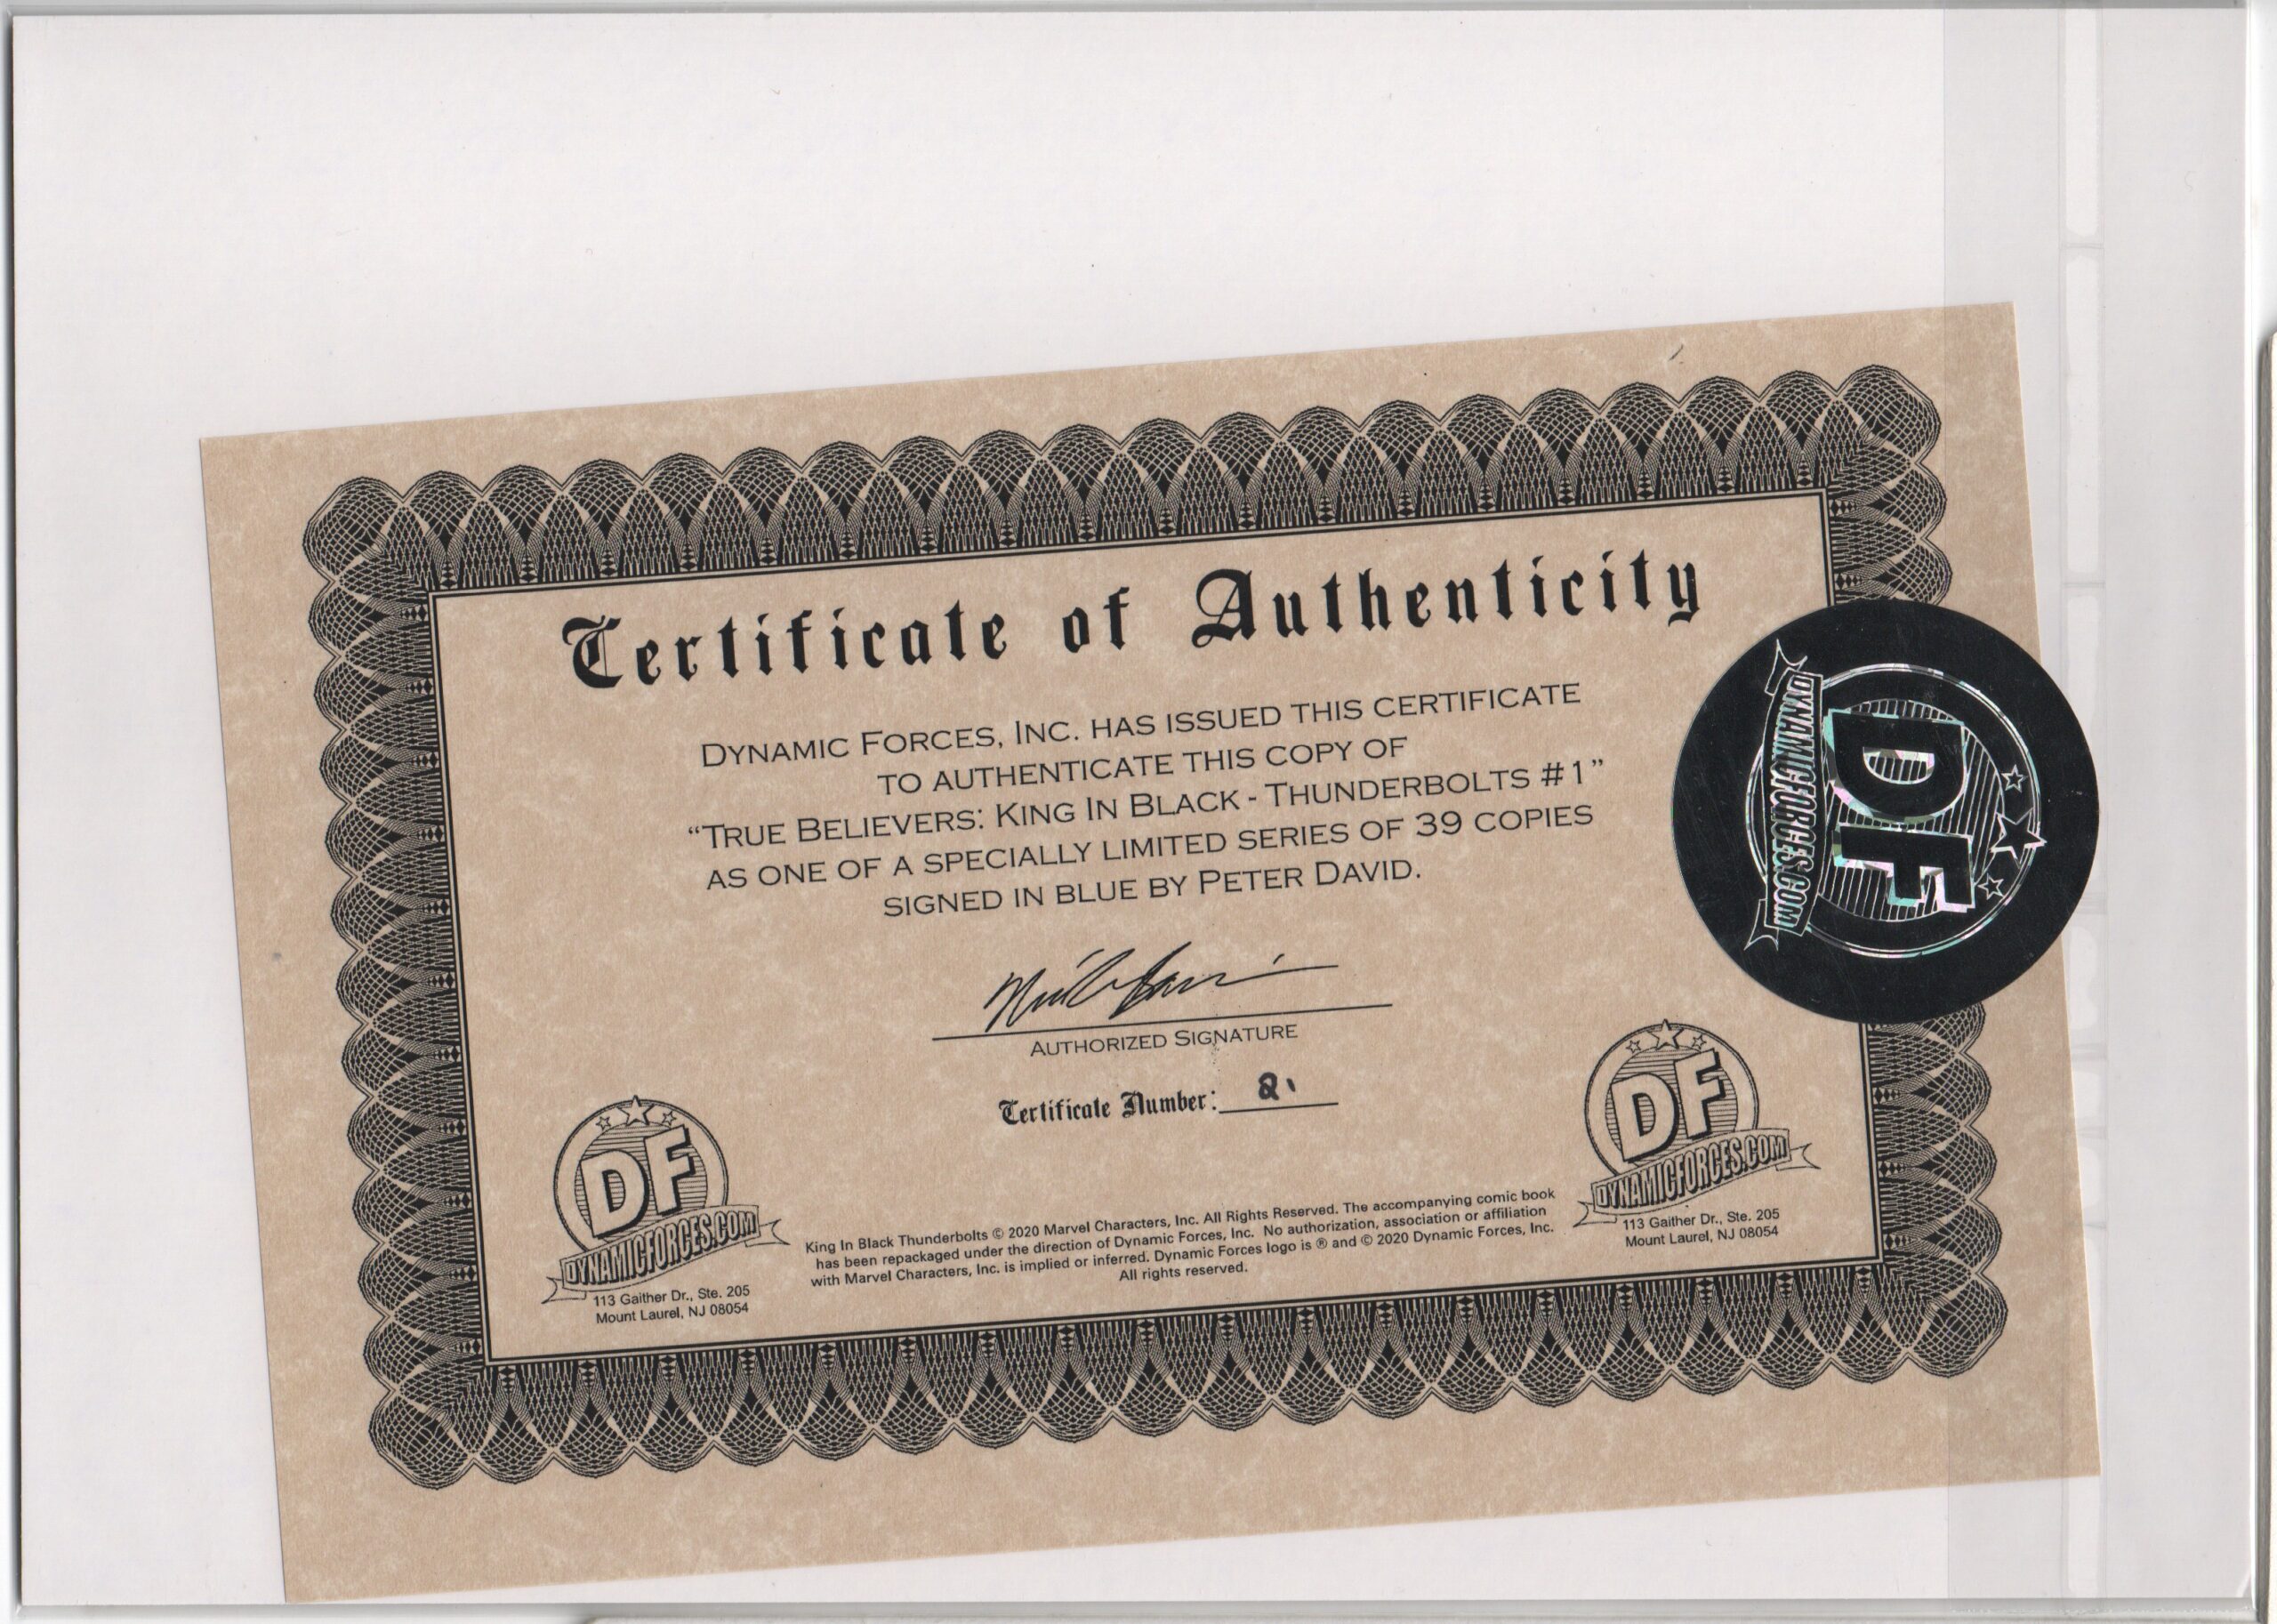 Certificate of Authenticity
DYNAMIC FORCES, INC. HAS ISSUED THIS CERTIFICATE
TO AUTHENTICATE THIS COPY OF
“TRUE BELIEVERS: KING IN BLACK - THUNDERBOLTS #1”
AS ONE OF A SPECIALLY LIMITED SERIES OF 39 COPIES
SIGNED IN BLUE BY PETER DAVID.
DF
DYNAMICFORCES.COM
AUTHORIZED SIGNATURE
Certificate Number: 2
DF
DYNAMICFORCES.COM
113 Gaither Dr., Ste. 205
Mount Laurel, NJ 08054
King In Black Thunderbolts © 2020 Marvel Characters, Inc. All Rights Reserved. The accompanying comic book
has been repackaged under the direction of Dynamic Forces, Inc. No authorization, association or affiliation
with Marvel Characters, Inc. is implied or inferred. Dynamic Forces logo is ® and © 2020 Dynamic Forces, Inc.
All rights reserved.
DF
DYNAMICFORCES.COM
113 Gaither Dr., Ste. 205
Mount Laurel, NJ 08054